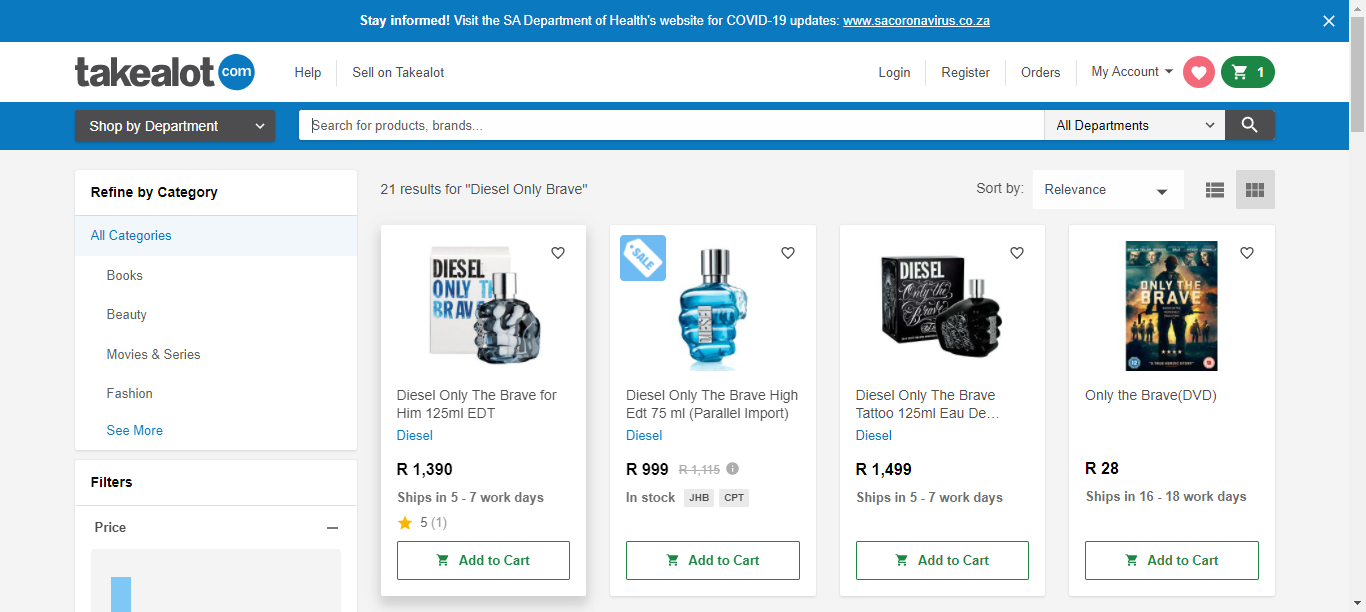 Stay informed! Visit the SA Department of Health's website for COVID-19 updates: www.sacoronavirus.co.za
takealot com
Help
Sell on Takealot
Login
Register
Orders
My Account
1
Shop by Department
Search for products, brands...
All Departments
Refine by Category
All Categories
Books
Beauty
Movies & Series
Fashion
See More
Filters
Price
21 results for "Diesel Only Brave"
Sort by:
Relevance
DIESEL
ONLY THE
BRAVE
Diesel Only The Brave for
Him 125ml EDT
Diesel
R 1,390
Ships in 5 - 7 work days
5 (1)
Add to Cart
SALE
DIESEL
Diesel Only The Brave High
Edt 75 ml (Parallel Import)
Diesel
R 999 R 1,115
In stock JHB CPT
Add to Cart
DIESEL
Only the
Brave
Diesel Only The Brave
Tattoo 125ml Eau De...
Diesel
R 1,499
Ships in 5 - 7 work days
Add to Cart
ONLY THE
BRAVE
Only the Brave(DVD)
R 28
Ships in 16 - 18 work days
Add to Cart